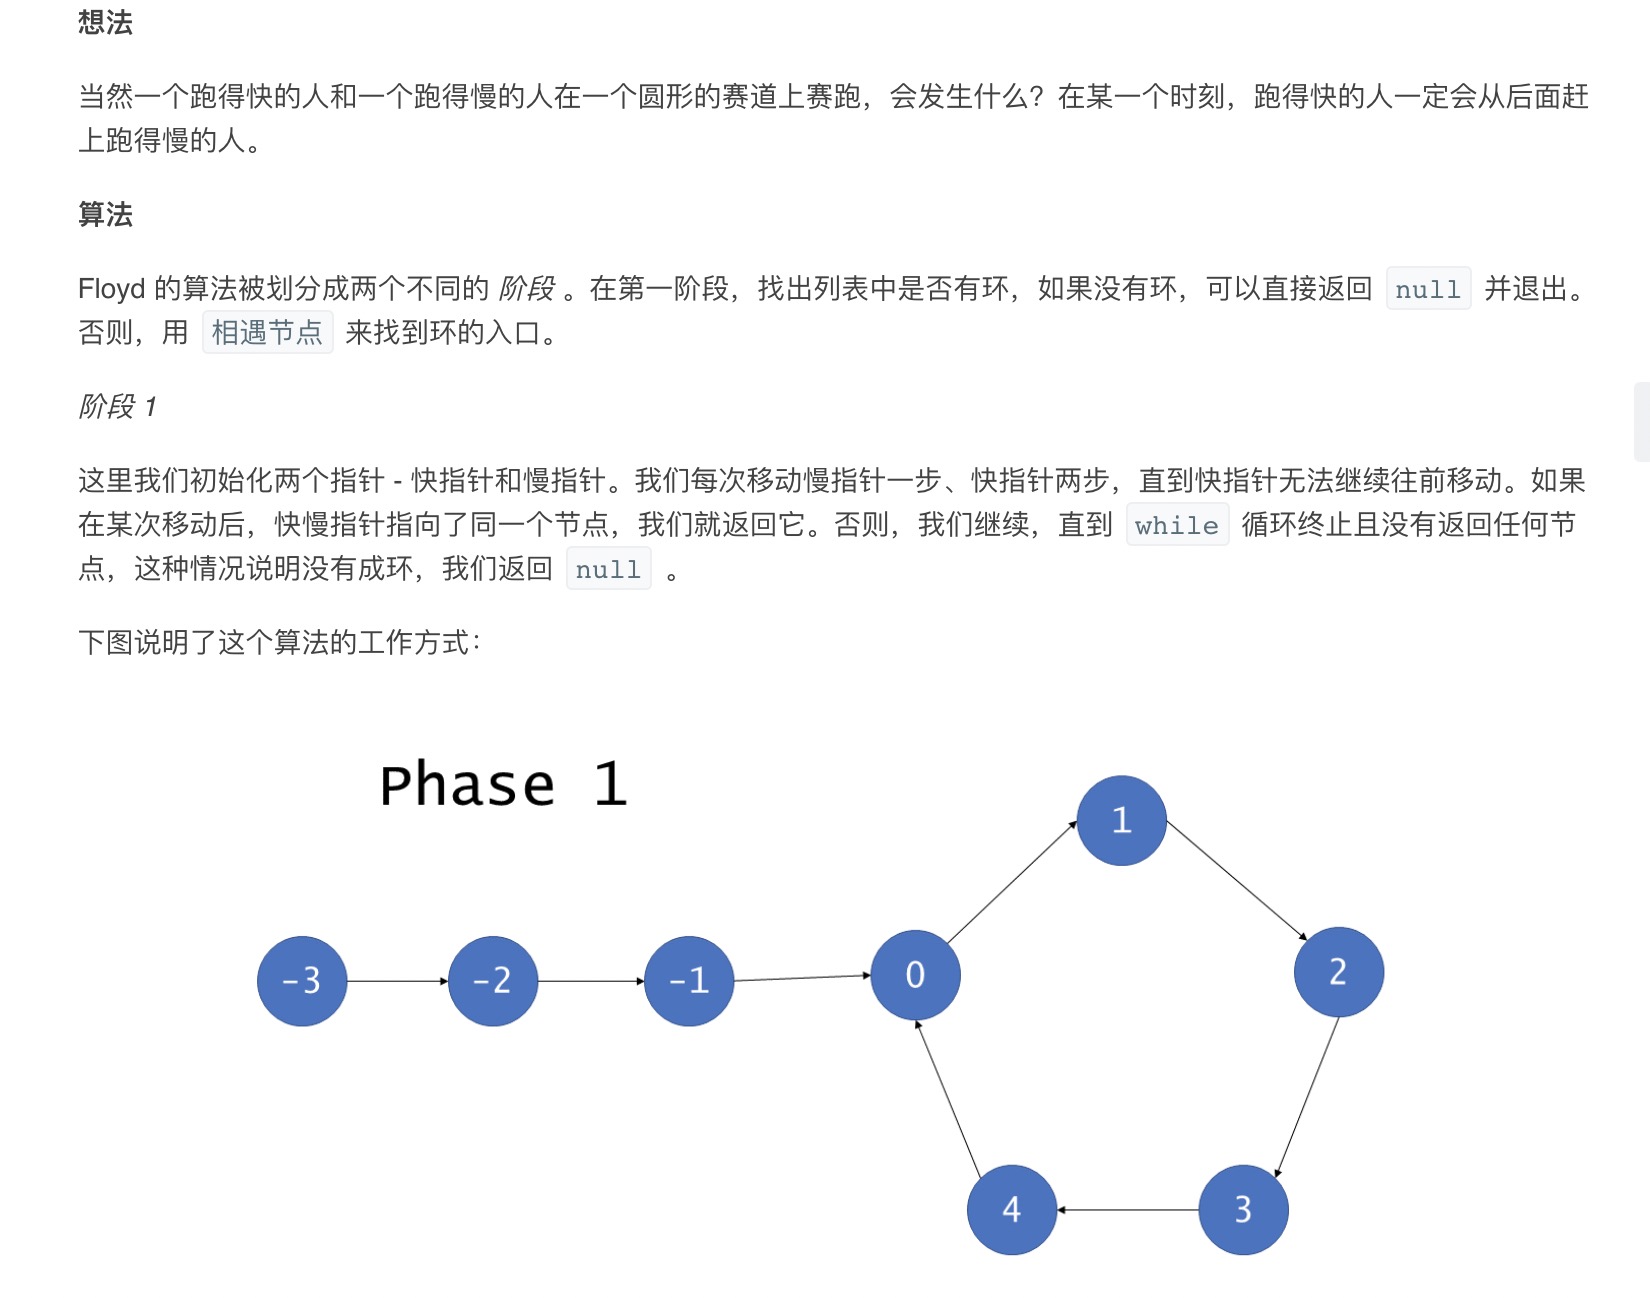 想法
当然一个跑得快的人和一个跑得慢的人在一个圆形的赛道上赛跑，会发生什么？在某一个时刻，跑得快的人一定会从后面赶
上跑得慢的人。
算法
Floyd 的算法被划分成两个不同的 阶段 。在第一阶段，找出列表中是否有环，如果没有环，可以直接返回 null 并退出。
否则，用 相遇节点 来找到环的入口。
阶段 1
这里我们初始化两个指针 - 快指针和慢指针。我们每次移动慢指针一步、快指针两步，直到快指针无法继续往前移动。如果
在某次移动后，快慢指针指向了同一个节点，我们就返回它。否则，我们继续，直到 while 循环终止且没有返回任何节
点，这种情况说明没有成环，我们返回 null 。
下图说明了这个算法的工作方式：
Phase 1
1
-3 -2 -1 0 2
4 3